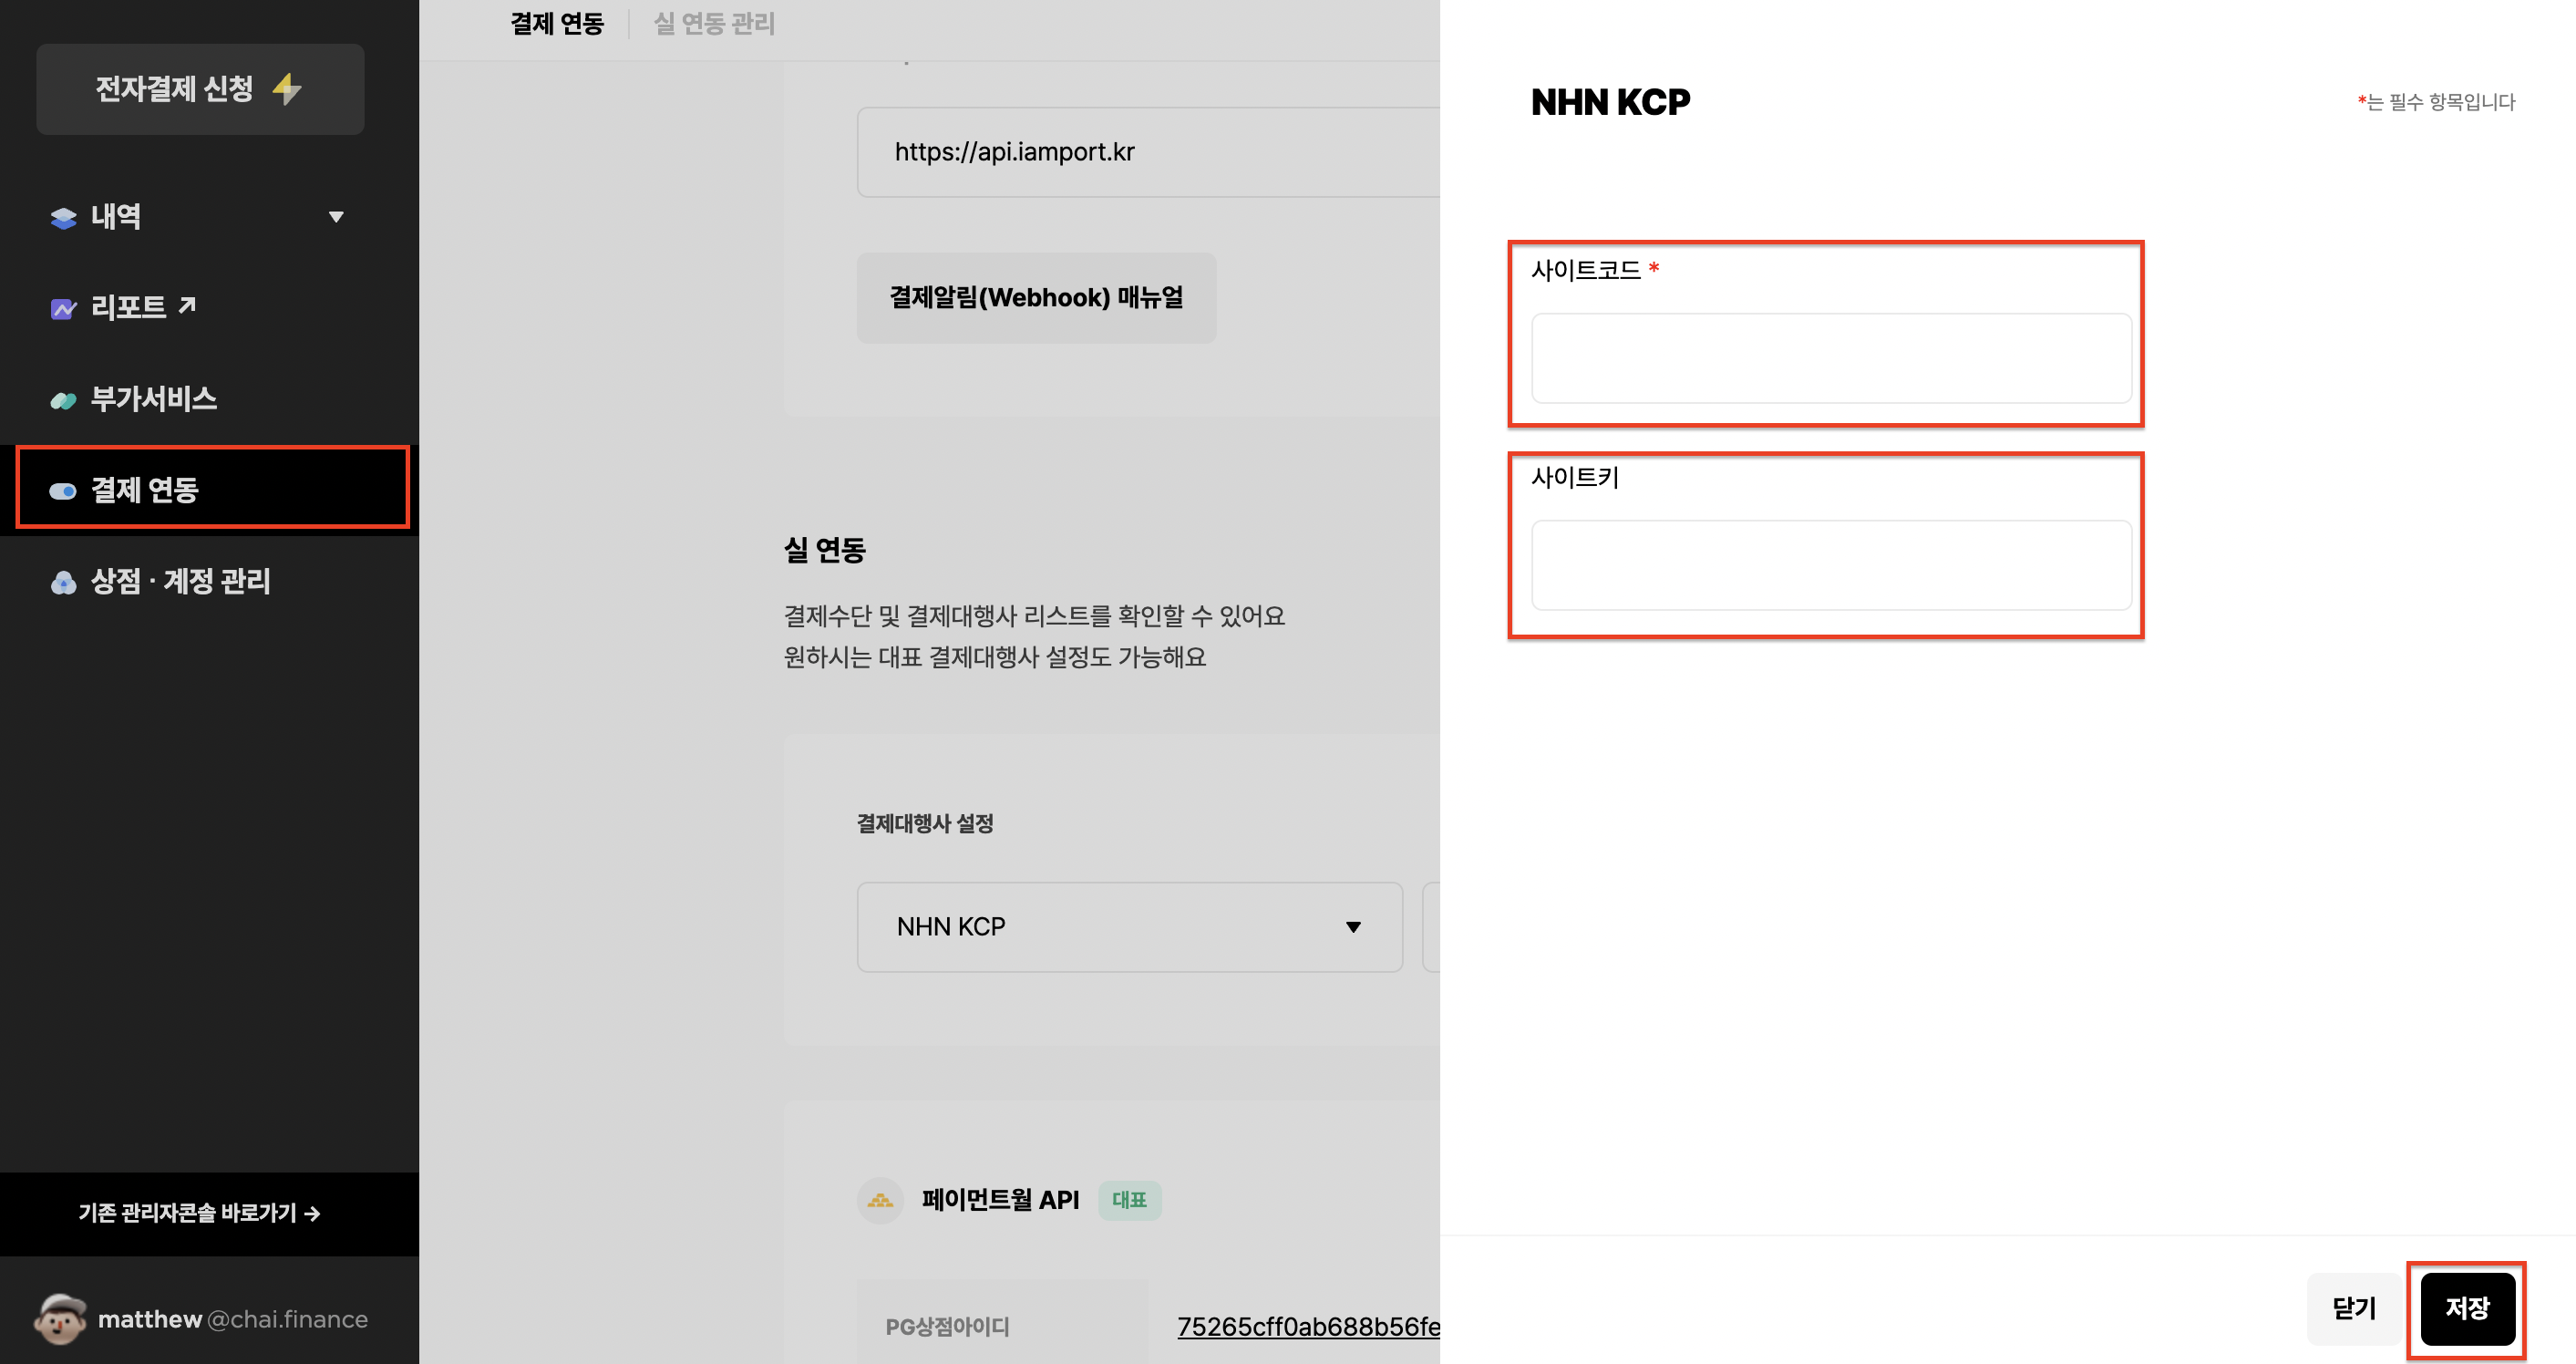 전자결제 신청
내역
리포트
부가서비스
결제 연동
상점 · 계정 관리
기존 관리자콘솔 바로가기 →
matthew@chai.finance
결제 연동
실 연동 관리
https://api.iamport.kr
결제알림(Webhook) 매뉴얼
실 연동
결제수단 및 결제대행사 리스트를 확인할 수 있어요
원하시는 대표 결제대행사 설정도 가능해요
결제대행사 설정
NHN KCP
페이먼트월 API 대표
PG상점아이디 75265cff0ab688b56fe
NHN KCP
*는 필수 항목입니다
사이트코드 *
사이트키
닫기
저장